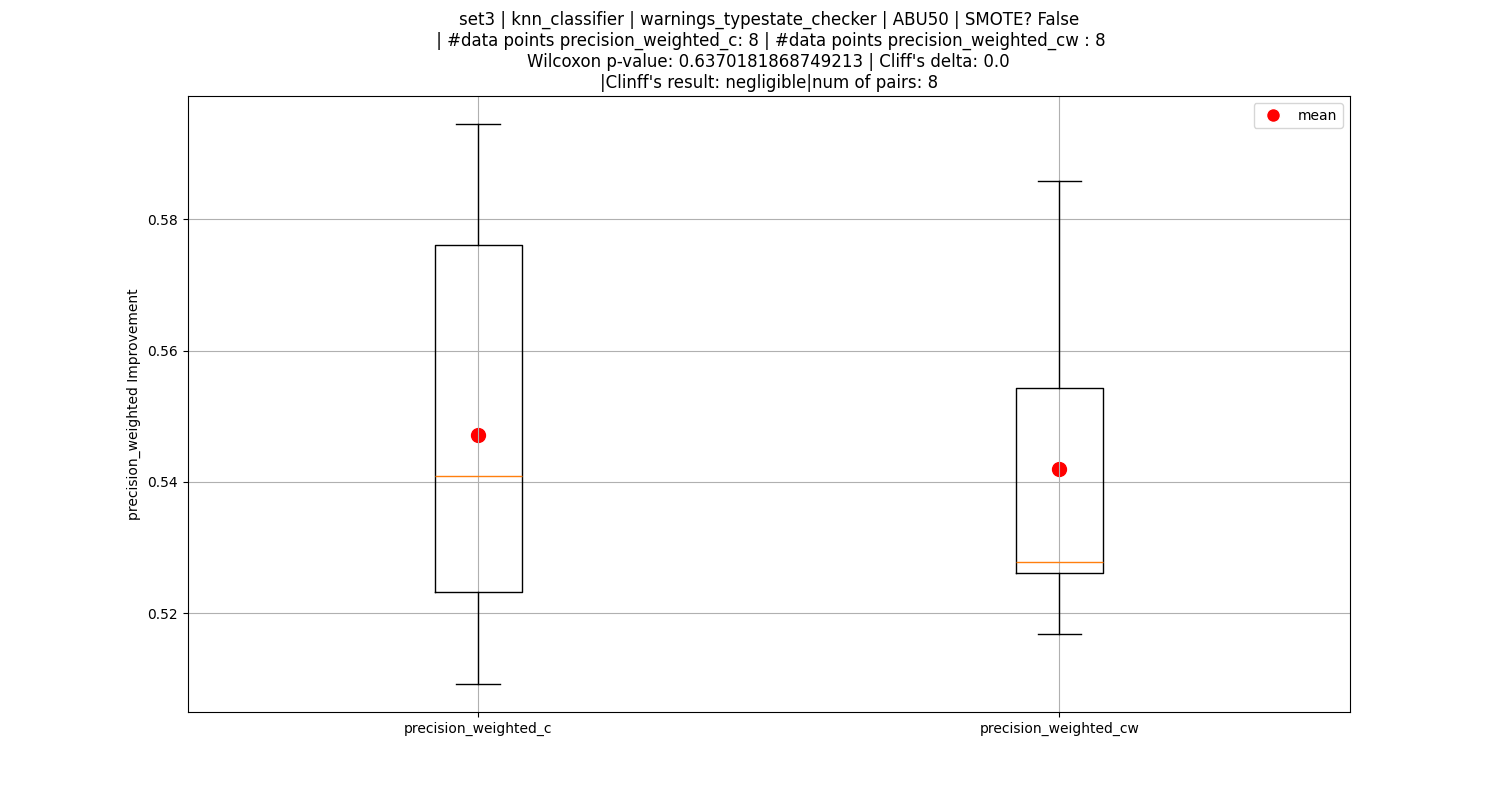 set3 | knn_classifier | warnings_typestate_checker | ABU50 | SMOTE? False
| #data points precision_weighted_c: 8 | #data points precision_weighted_cw : 8
Wilcoxon p-value: 0.6370181868749213 | Cliff's delta: 0.0
|Clinff's result: negligible|num of pairs: 8
mean
precision_weighted Improvement
0.58
0.56
0.54
0.52
precision_weighted_c
precision_weighted_cw